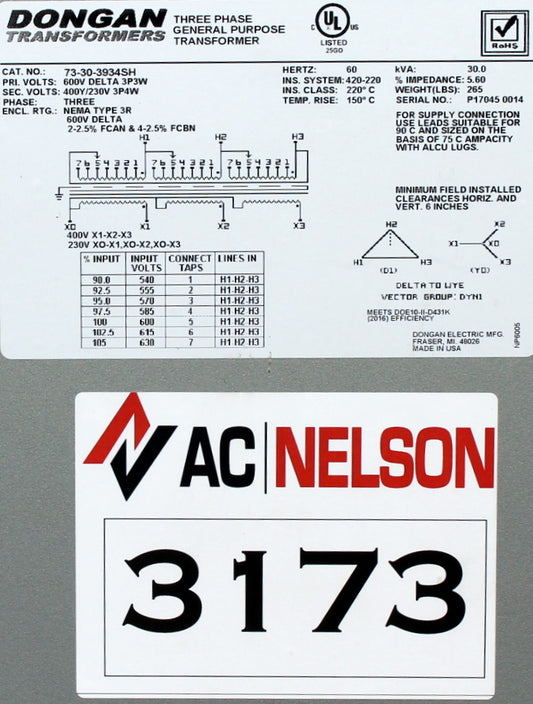 DONGAN
TRANSFORMERS
THREE PHASE
GENERAL PURPOSE
TRANSFORMER
C UL US
LISTED
25GO
RoHS
CAT. NO.: 73-30-3934SH
PRI. VOLTS: 600V DELTA 3P3W
SEC. VOLTS: 400Y/230V 3P4W
PHASE: THREE
ENCL. RTG.: NEMA TYPE 3R
600V DELTA
2-2.5% FCAN & 4-2.5% FCBN
HERTZ: 60
INS. SYSTEM: 420-220
INS. CLASS: 220° C
TEMP. RISE: 150° C
kVA: 30.0
% IMPEDANCE: 5.60
WEIGHT(LBS): 265
SERIAL NO.: P17045 0014
FOR SUPPLY CONNECTION
USE LEADS SUITABLE FOR
90 C AND SIZED ON THE
BASIS OF 75 C AMPACITY
WITH ALCU LUGS.
H1 H2 H3
7 6 5 4 3 2 1 7 6 5 4 3 2 1 7 6 5 4 3 2 1
X0 X1 X2 X3
400V X1-X2-X3
230V XO-X1,XO-X2,XO-X3
MINIMUM FIELD INSTALLED
CLEARANCES HORIZ. AND
VERT. 6 INCHES
% INPUT INPUT VOLTS CONNECT TAPS LINES IN
90.0 540 1 H1-H2-H3
92.5 555 2 H1-H2-H3
95.0 570 3 H1-H2-H3
97.5 585 4 H1-H2-H3
100 600 5 H1-H2-H3
102.5 615 6 H1-H2-H3
105 630 7 H1-H2-H3
H2 X2
X1 X0
H1 H3 X3
(D1) (Y0)
DELTA TO WYE
VECTOR GROUP: DYN1
MEETS DOE10-II-D431K
(2016) EFFICIENCY
DONGAN ELECTRIC MFG.
FRASER, MI. 48026
MADE IN USA
NP8005
AC|NELSON
3173